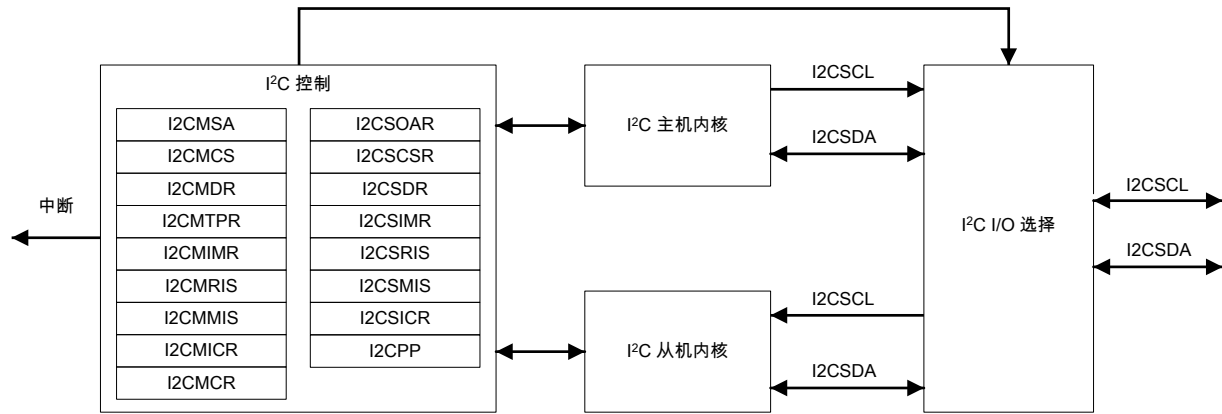 I²C 控制
I2CMSA
I2CMCS
I2CMDR
I2CMTPR
I2CMIMR
I2CMRIS
I2CMMIS
I2CMICR
I2CMCR
I2CSOAR
I2CSCSR
I2CSDR
I2CSIMR
I2CSRIS
I2CSMIS
I2CSICR
I2CPP
中断
I²C 主机内核
I2CSCL
I2CSDA
I²C 从机内核
I2CSCL
I2CSDA
I²C I/O 选择
I2CSCL
I2CSDA